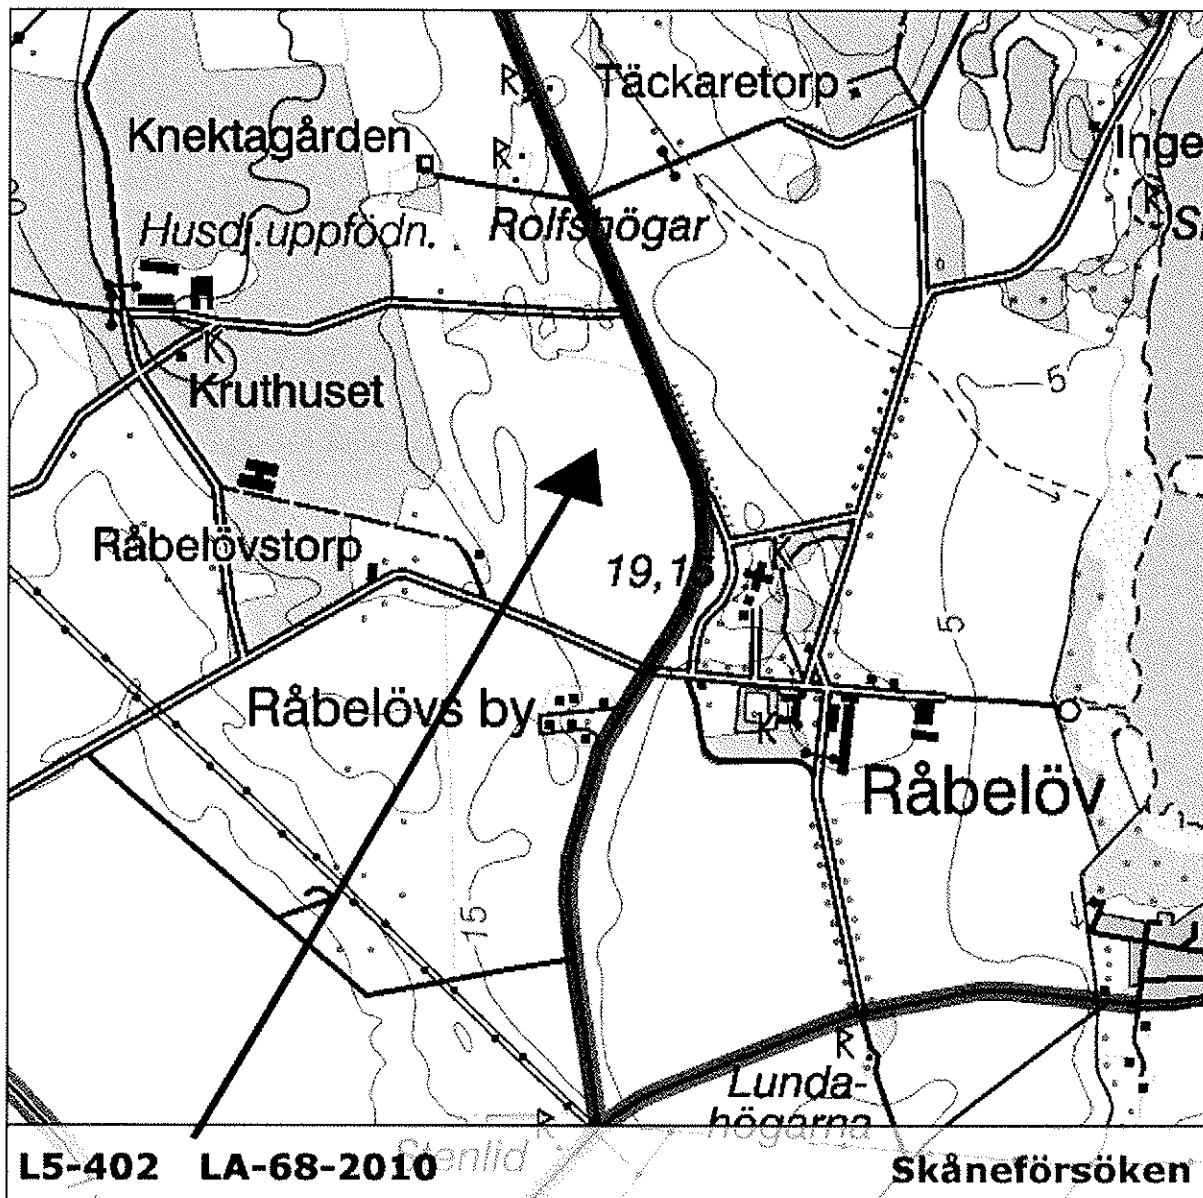 R
Täckaretorp
Knektagården
R
Inge
R
Husdj.uppfödn.
Rolfshögar
K
Kruthuset
5
Råbelövstorp
19,1
K
5
Råbelövs by
K
Råbelöv
15
R
Lunda-
högarna
R
Stenlid
L5-402 LA-68-2010
Skåneförsöken